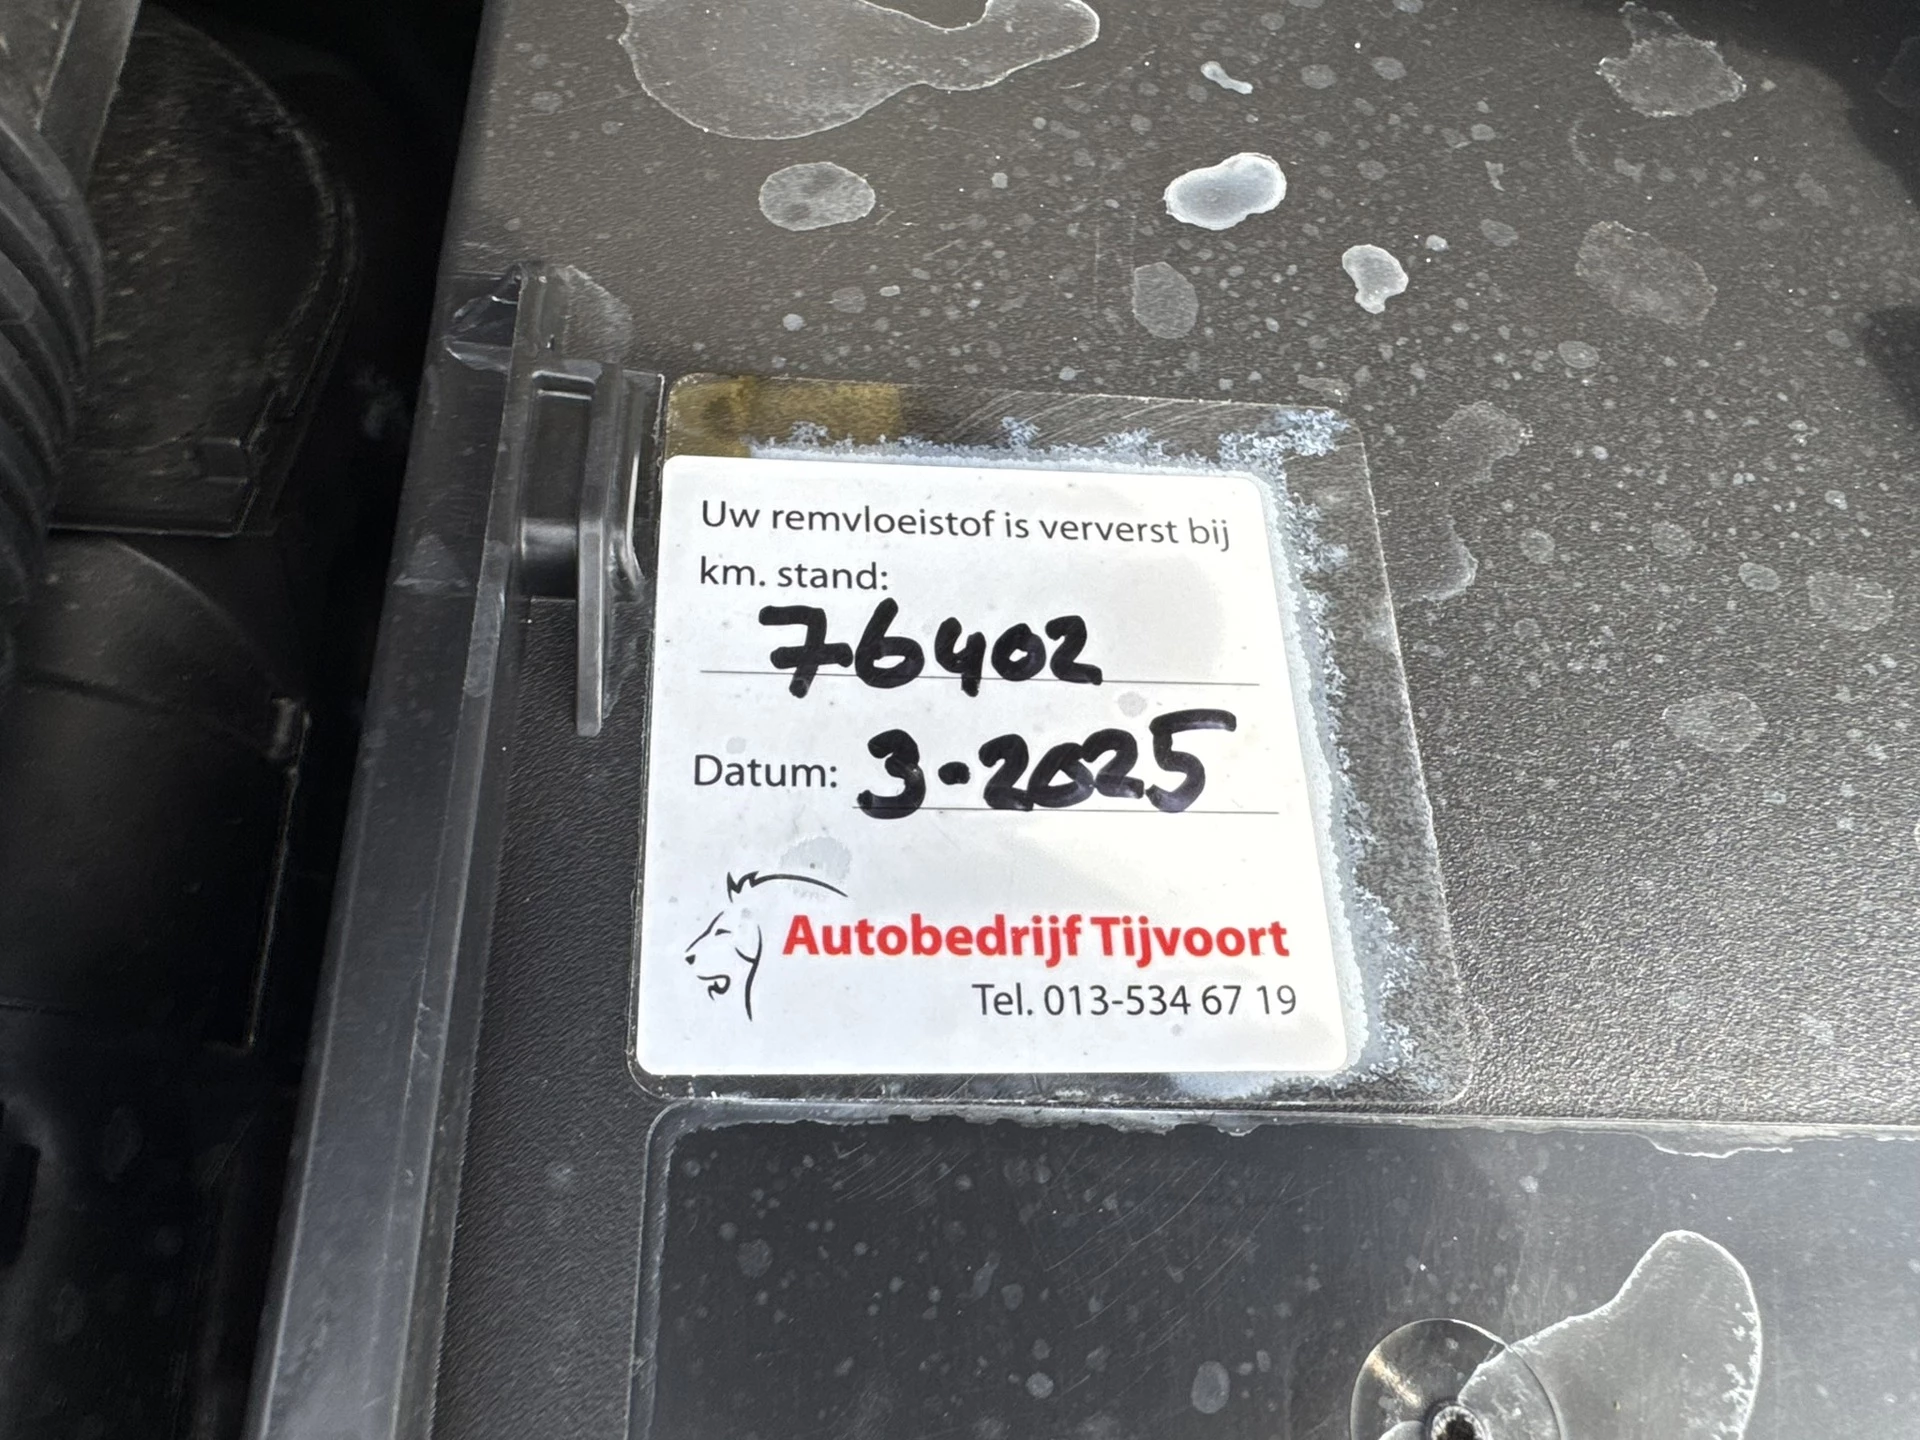 Uw remvloeistof is ververst bij
km. stand:
76402
Datum: 3-2025
Autobedrijf Tijvoort
Tel. 013-534 67 19